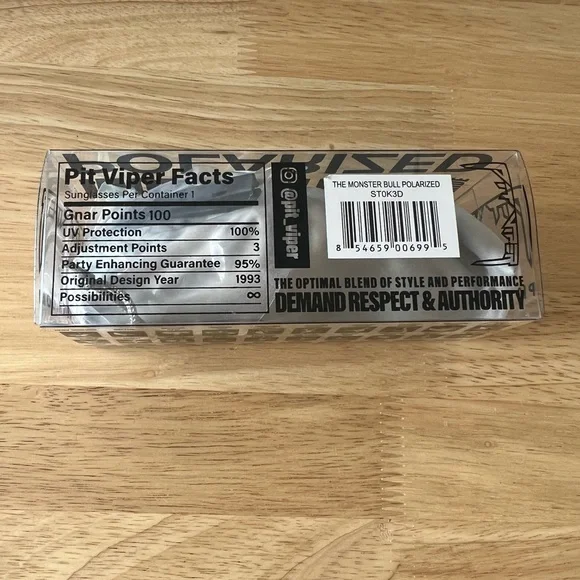 POLARIZED
Pit Viper Facts
Sunglasses Per Container 1
Gnar Points 100
UV Protection 100%
Adjustment Points 3
Party Enhancing Guarantee 95%
Original Design Year 1993
Possibilities ∞
@pit_viper
THE MONSTER BULL POLARIZED
ST0K3D
8 54659 00699 5
THE OPTIMAL BLEND OF STYLE AND PERFORMANCE
DEMAND RESPECT & AUTHORITY
PIT VIPER